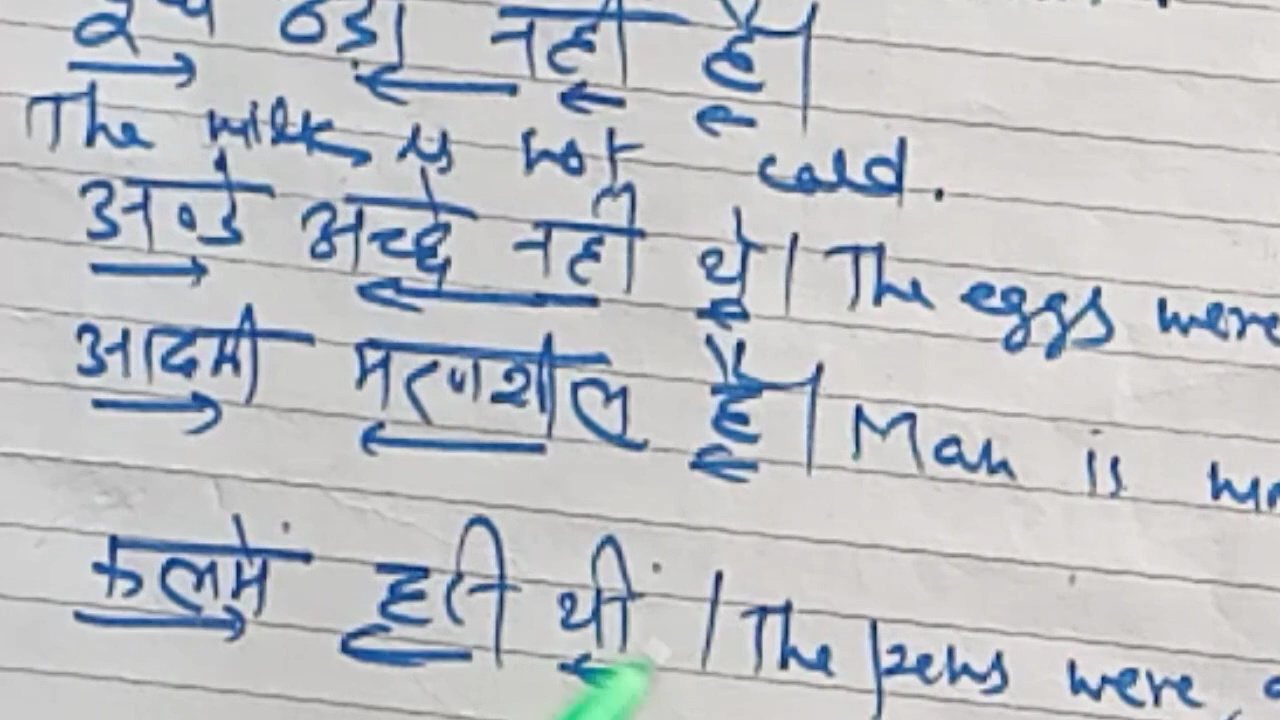 दूध ठंडा नहीं है।
The milk is not cold.
अण्डे अच्छे नहीं थे। The eggs were
आदमी मरणशील है। Man is
कलमें हरी थीं। The pens were